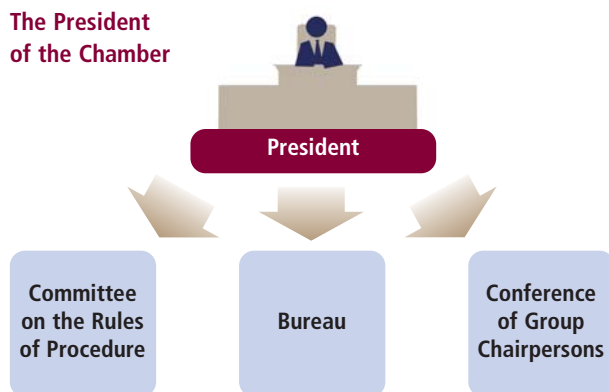 The President
of the Chamber
President
Committee
on the Rules
of Procedure
Bureau
Conference
of Group
Chairpersons